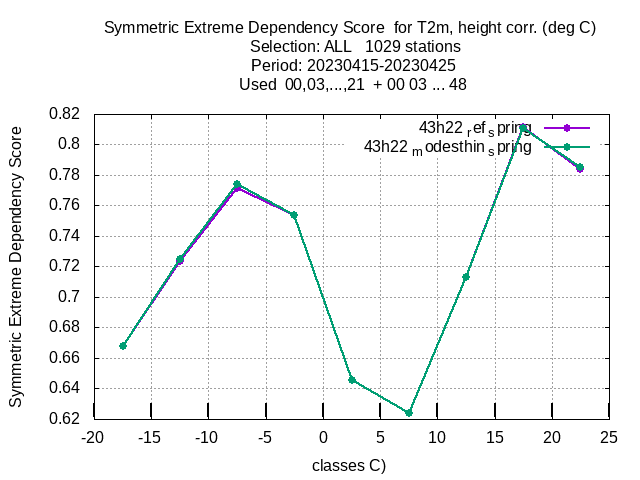 Symmetric Extreme Dependency Score  for T2m, height corr. (deg C)
Selection: ALL   1029 stations
Period: 20230415-20230425
Used  00,03,...,21  + 00 03 ... 48
Symmetric Extreme Dependency Score
0.82
0.8
0.78
0.76
0.74
0.72
0.7
0.68
0.66
0.64
0.62
43h22 ref spring
43h22 modesthin spring
-20 -15 -10 -5 0 5 10 15 20 25
classes C)